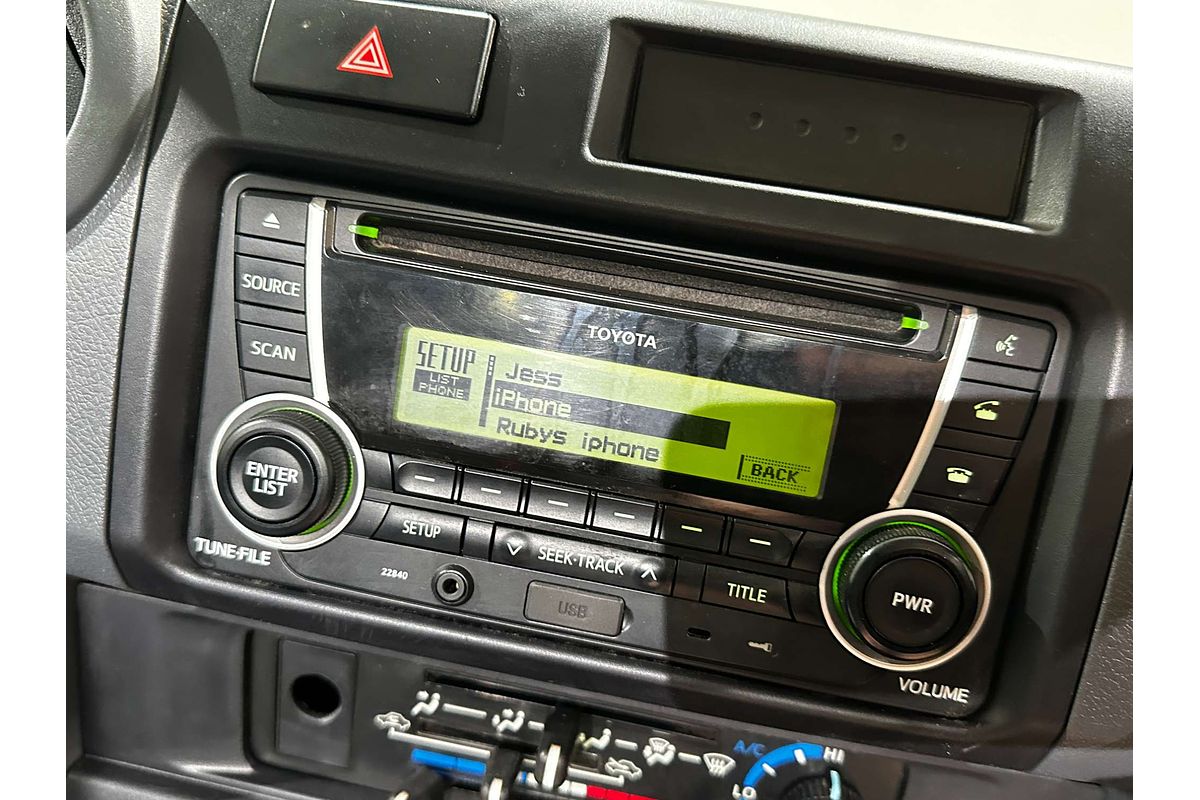 SOURCE
SCAN
TOYOTA
SETUP
LIST
PHONE
Jess
iPhone
Rubys iphone
BACK
ENTER
LIST
TUNE·FILE
SETUP
SEEK·TRACK
TITLE
22840
USB
PWR
VOLUME
A/C
HI
LO